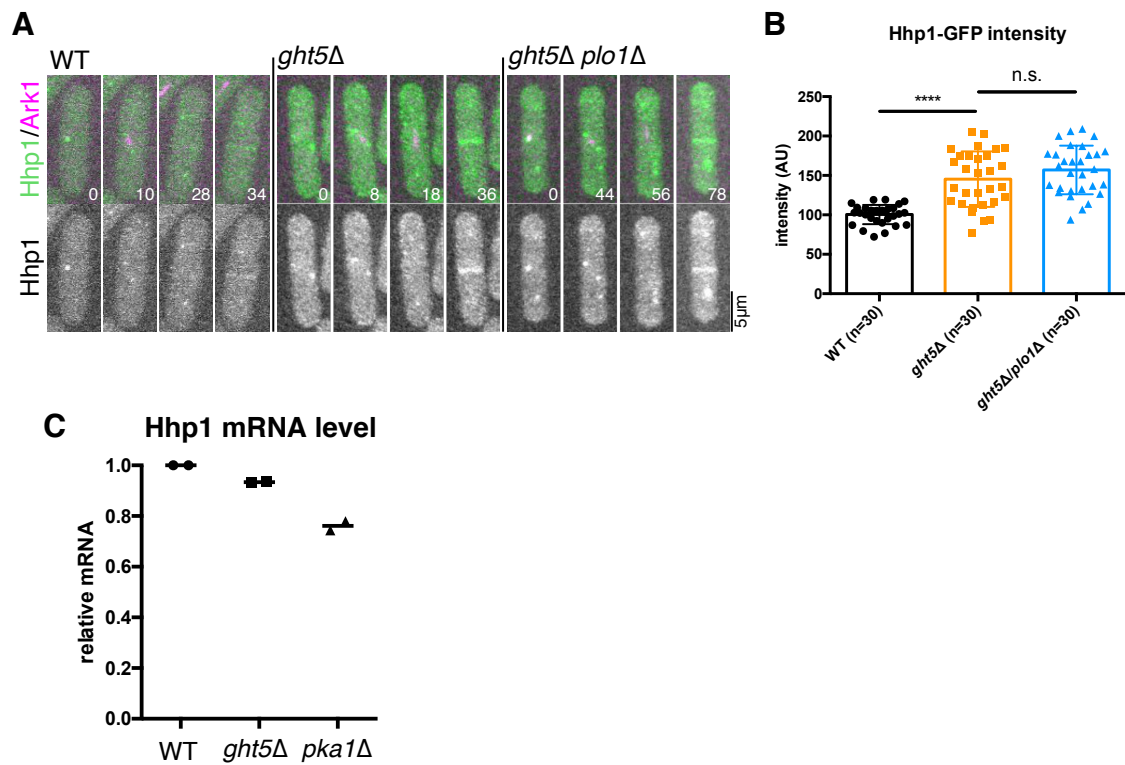 A
WT
ght5Δ
ght5Δ plo1Δ
Hhp1/Ark1
0
10
28
34
0
8
18
36
0
44
56
78
Hhp1
5μm
B
Hhp1-GFP intensity
n.s.
****
intensity (AU)
250
200
150
100
50
0
WT (n=30)
ght5Δ (n=30)
ght5Δ/plo1Δ (n=30)
C
Hhp1 mRNA level
relative mRNA
1.0
0.8
0.6
0.4
0.2
0.0
WT
ght5Δ
pka1Δ